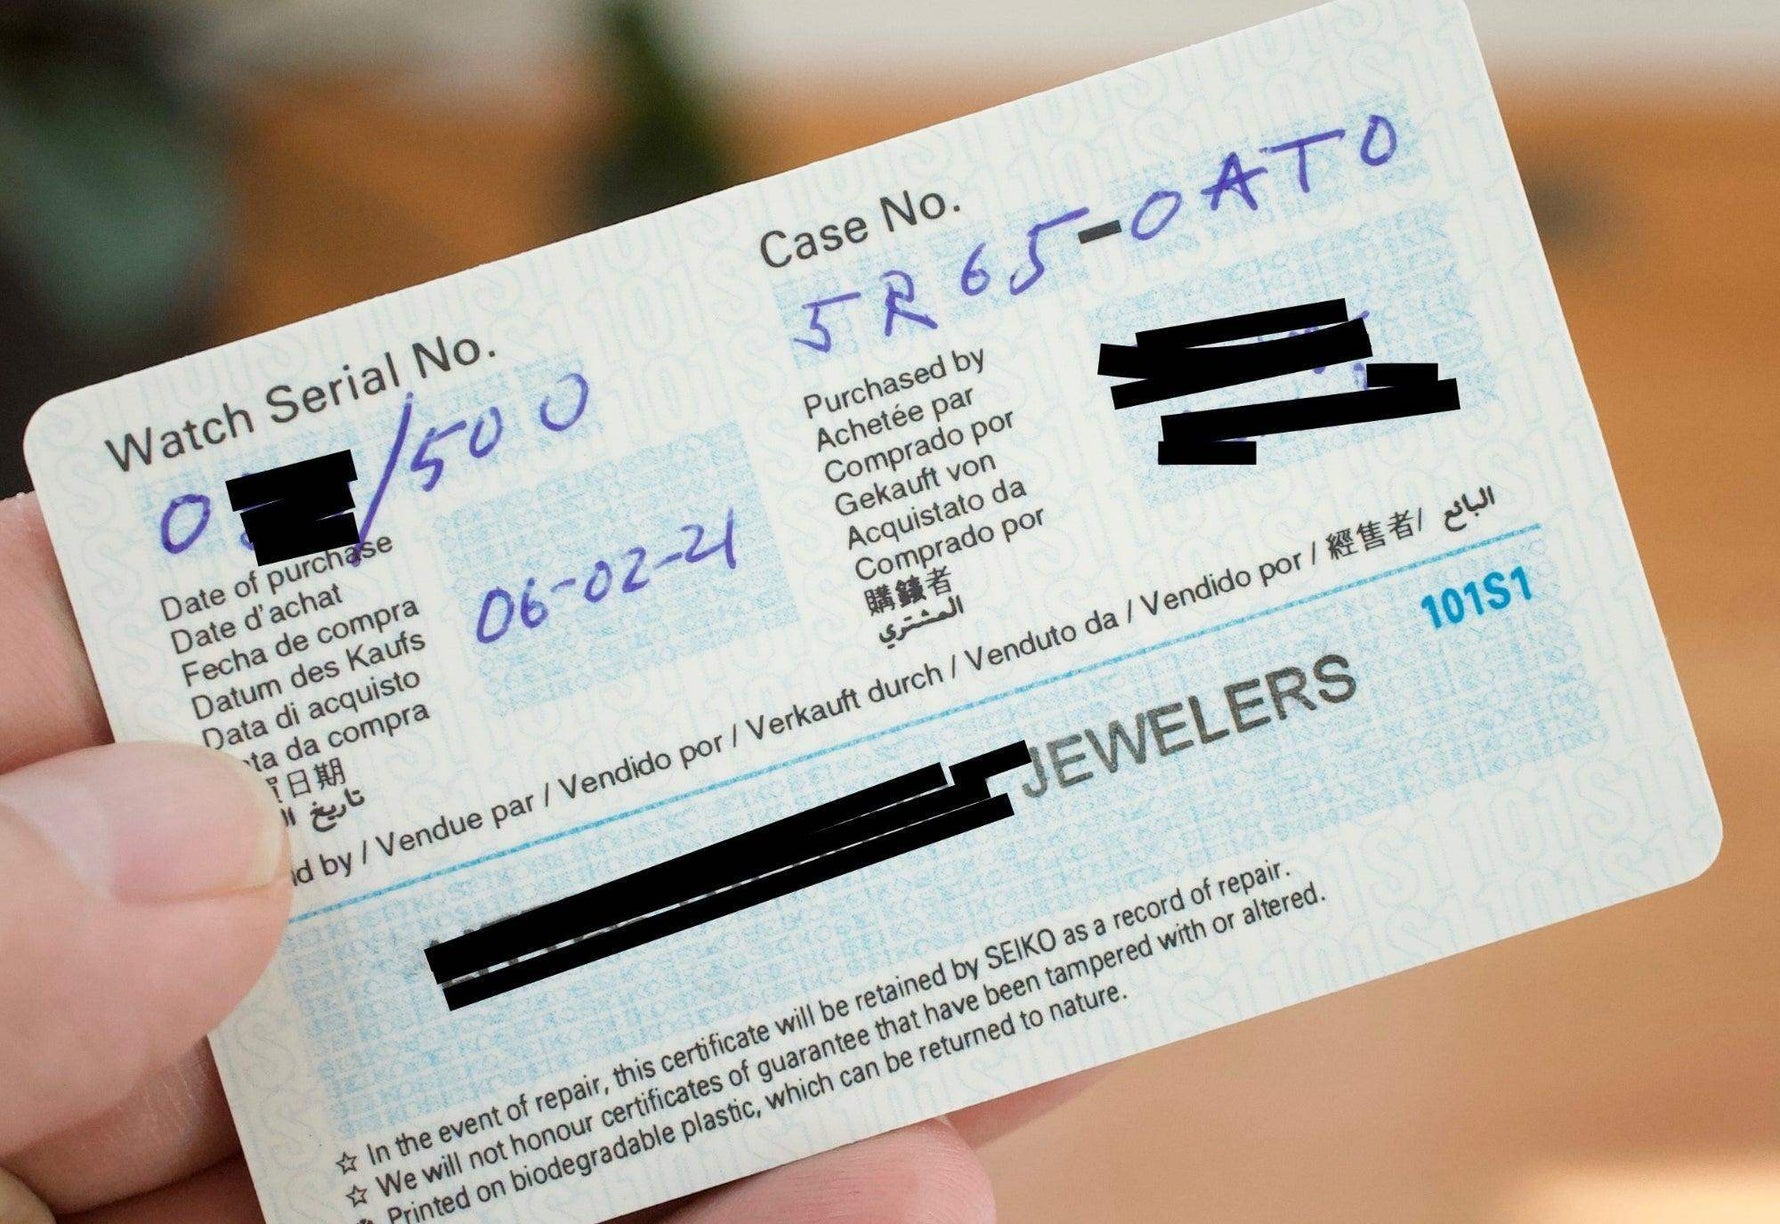 Watch Serial No.
0 /500
Case No.
5R65-0AT0
Date of purchase
Date d'achat
Fecha de compra
Datum des Kaufs
Data di acquisto
ta da compra
日期
تاريخ
06-02-21
Purchased by
Achetée par
Comprado por
Gekauft von
Acquistato da
Comprado por
購買者
المشتري
d by / Vendue par / Vendido por / Verkauft durch / Venduto da / Vendido por / 經售者/ البائع
101S1
JEWELERS
☆ In the event of repair, this certificate will be retained by SEIKO as a record of repair.
☆ We will not honour certificates of guarantee that have been tampered with or altered.
Printed on biodegradable plastic, which can be returned to nature.